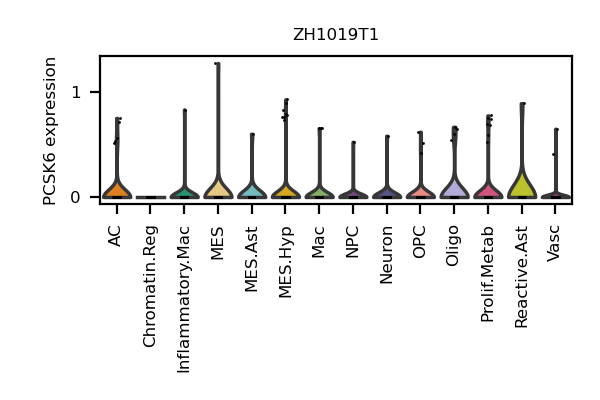 ZH1019T1
PCSK6 expression
1
0
AC
Chromatin.Reg
Inflammatory.Mac
MES
MES.Ast
MES.Hyp
Mac
NPC
Neuron
OPC
Oligo
Prolif.Metab
Reactive.Ast
Vasc